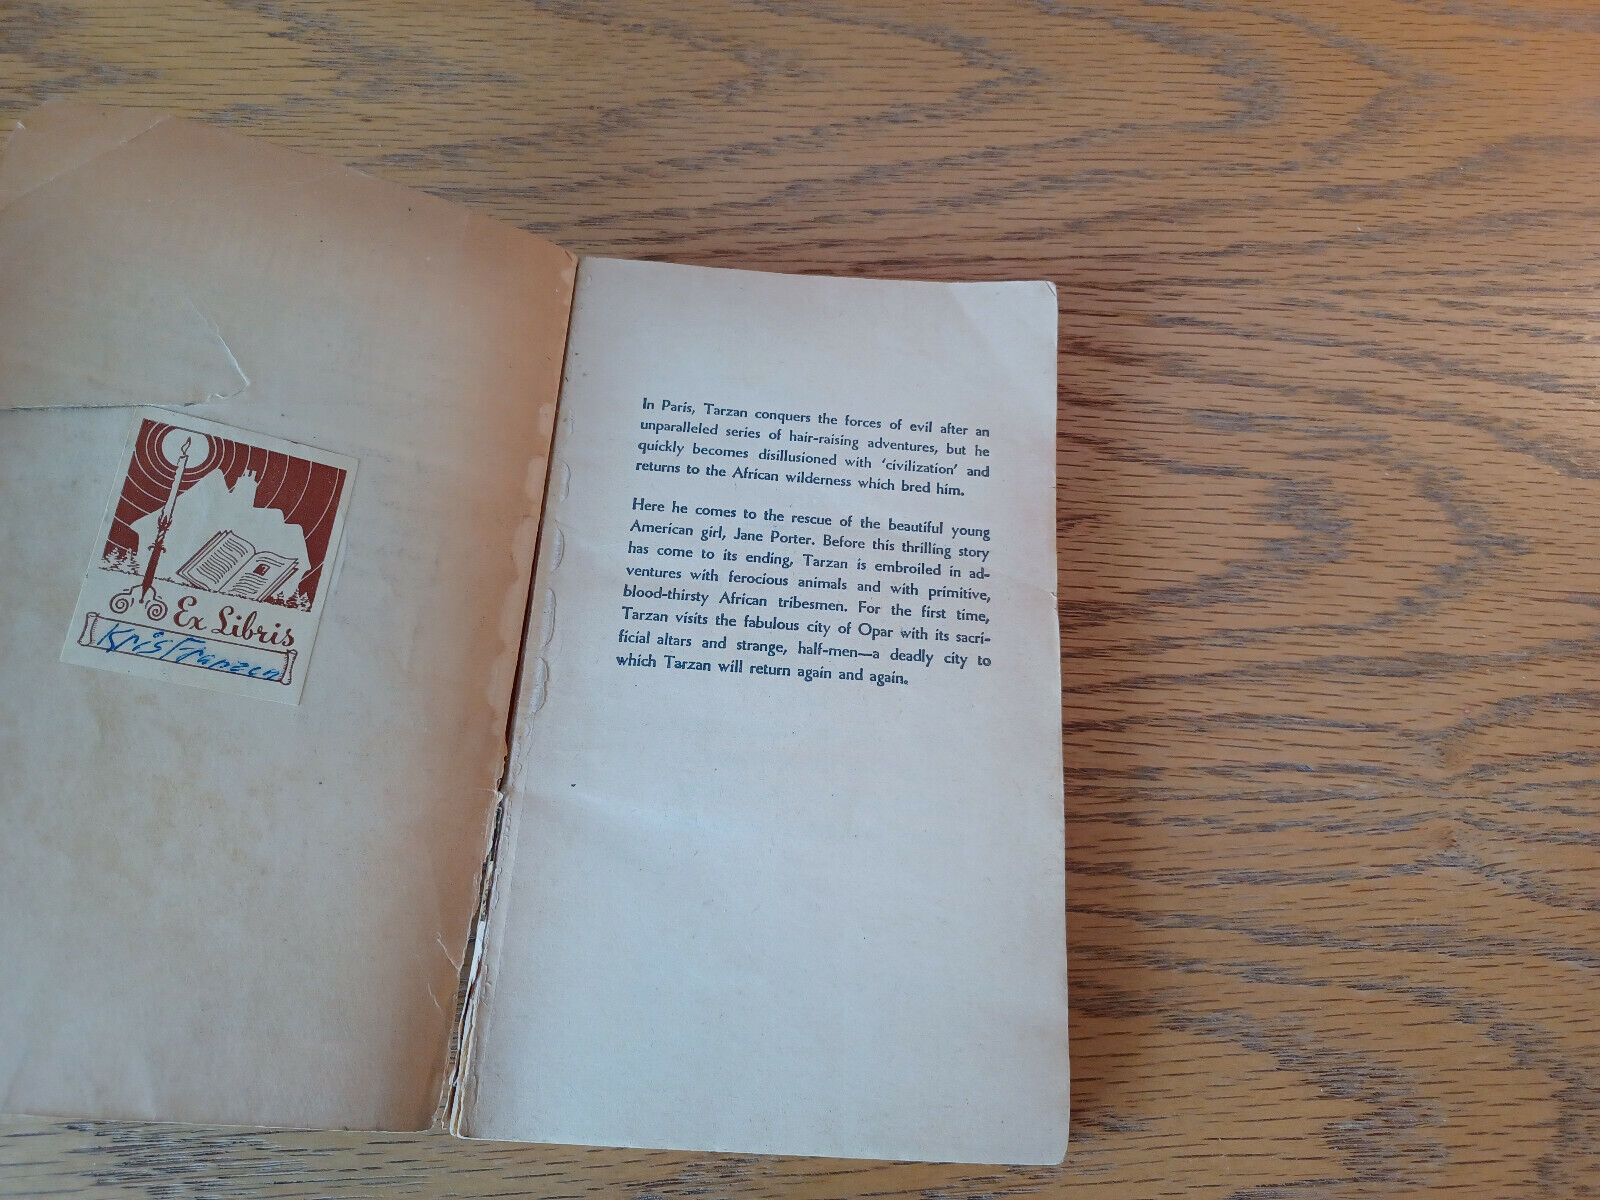 Ex Libris
Kris Franzen
In Paris, Tarzan conquers the forces of evil after an
unparalleled series of hair-raising adventures, but he
quickly becomes disillusioned with 'civilization' and
returns to the African wilderness which bred him.
Here he comes to the rescue of the beautiful young
American girl, Jane Porter. Before this thrilling story
has come to its ending, Tarzan is embroiled in ad-
ventures with ferocious animals and with primitive,
blood-thirsty African tribesmen. For the first time,
Tarzan visits the fabulous city of Opar with its sacri-
ficial altars and strange, half-men—a deadly city to
which Tarzan will return again and again.